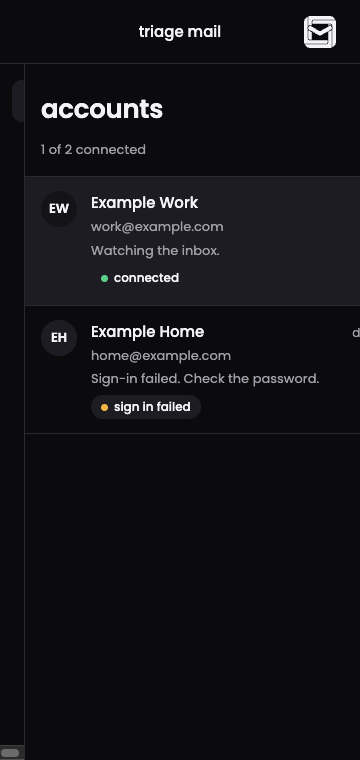 triage mail
accounts
1 of 2 connected
EW
Example Work
work@example.com
Watching the inbox.
connected
EH
Example Home
home@example.com
Sign-in failed. Check the password.
sign in failed